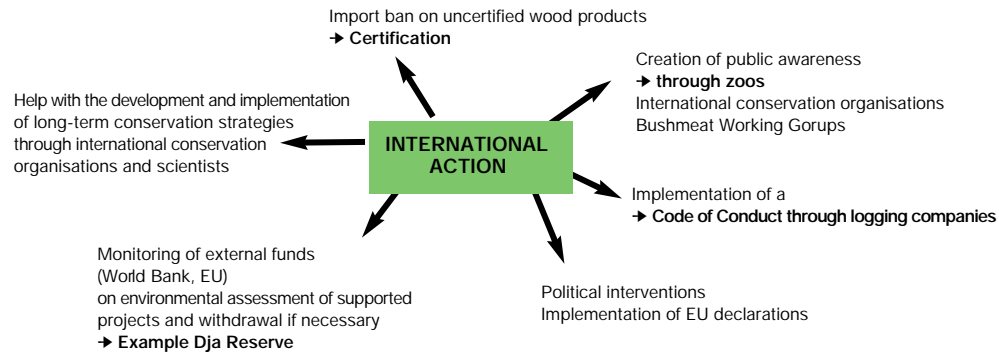 Import ban on uncertified wood products
➔ Certification
Creation of public awareness
➔ through zoos
International conservation organisations
Bushmeat Working Gorups
Help with the development and implementation
of long-term conservation strategies
through international conservation
organisations and scientists
INTERNATIONAL
ACTION
Implementation of a
➔ Code of Conduct through logging companies
Monitoring of external funds
(World Bank, EU)
on environmental assessment of supported
projects and withdrawal if necessary
➔ Example Dja Reserve
Political interventions
Implementation of EU declarations